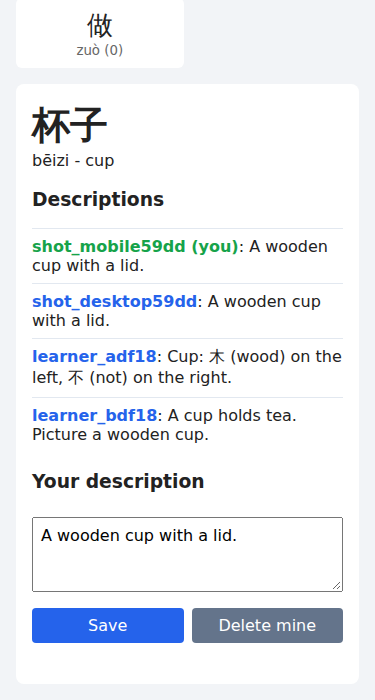 做
zuò (0)
杯子
bēizi - cup
Descriptions
shot_mobile59dd (you): A wooden
cup with a lid.
shot_desktop59dd: A wooden cup
with a lid.
learner_adf18: Cup: 木 (wood) on the
left, 不 (not) on the right.
learner_bdf18: A cup holds tea.
Picture a wooden cup.
Your description
A wooden cup with a lid.
Save Delete mine